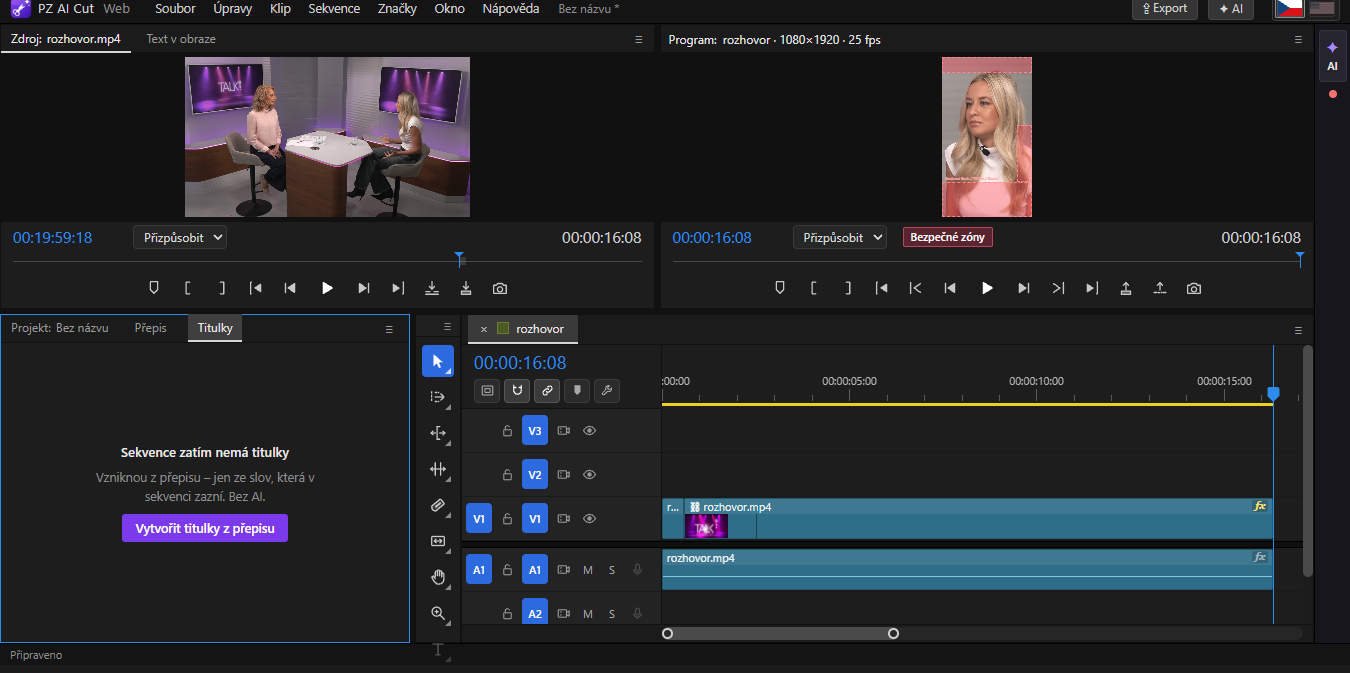 PZ AI Cut Web Soubor Úpravy Klip Sekvence Značky Okno Nápověda Bez názvu * Export AI
Zdroj: rozhovor.mp4 Text v obraze
Program: rozhovor · 1080×1920 · 25 fps
AI
TALK!
00:19:59:18 Přizpůsobit 00:00:16:08
00:00:16:08 Přizpůsobit Bezpečné zóny 00:00:16:08
Projekt: Bez názvu Přepis Titulky
× rozhovor
00:00:16:08
:00:00 00:00:05:00 00:00:10:00 00:00:15:00
Sekvence zatím nemá titulky
Vzniknou z přepisu – jen ze slov, která v
sekvenci zazní. Bez AI.
Vytvořit titulky z přepisu
V3
V2
V1 V1 r... rozhovor.mp4 fx
TALK
A1 A1 M S rozhovor.mp4 fx
A2 M S
T
Připraveno